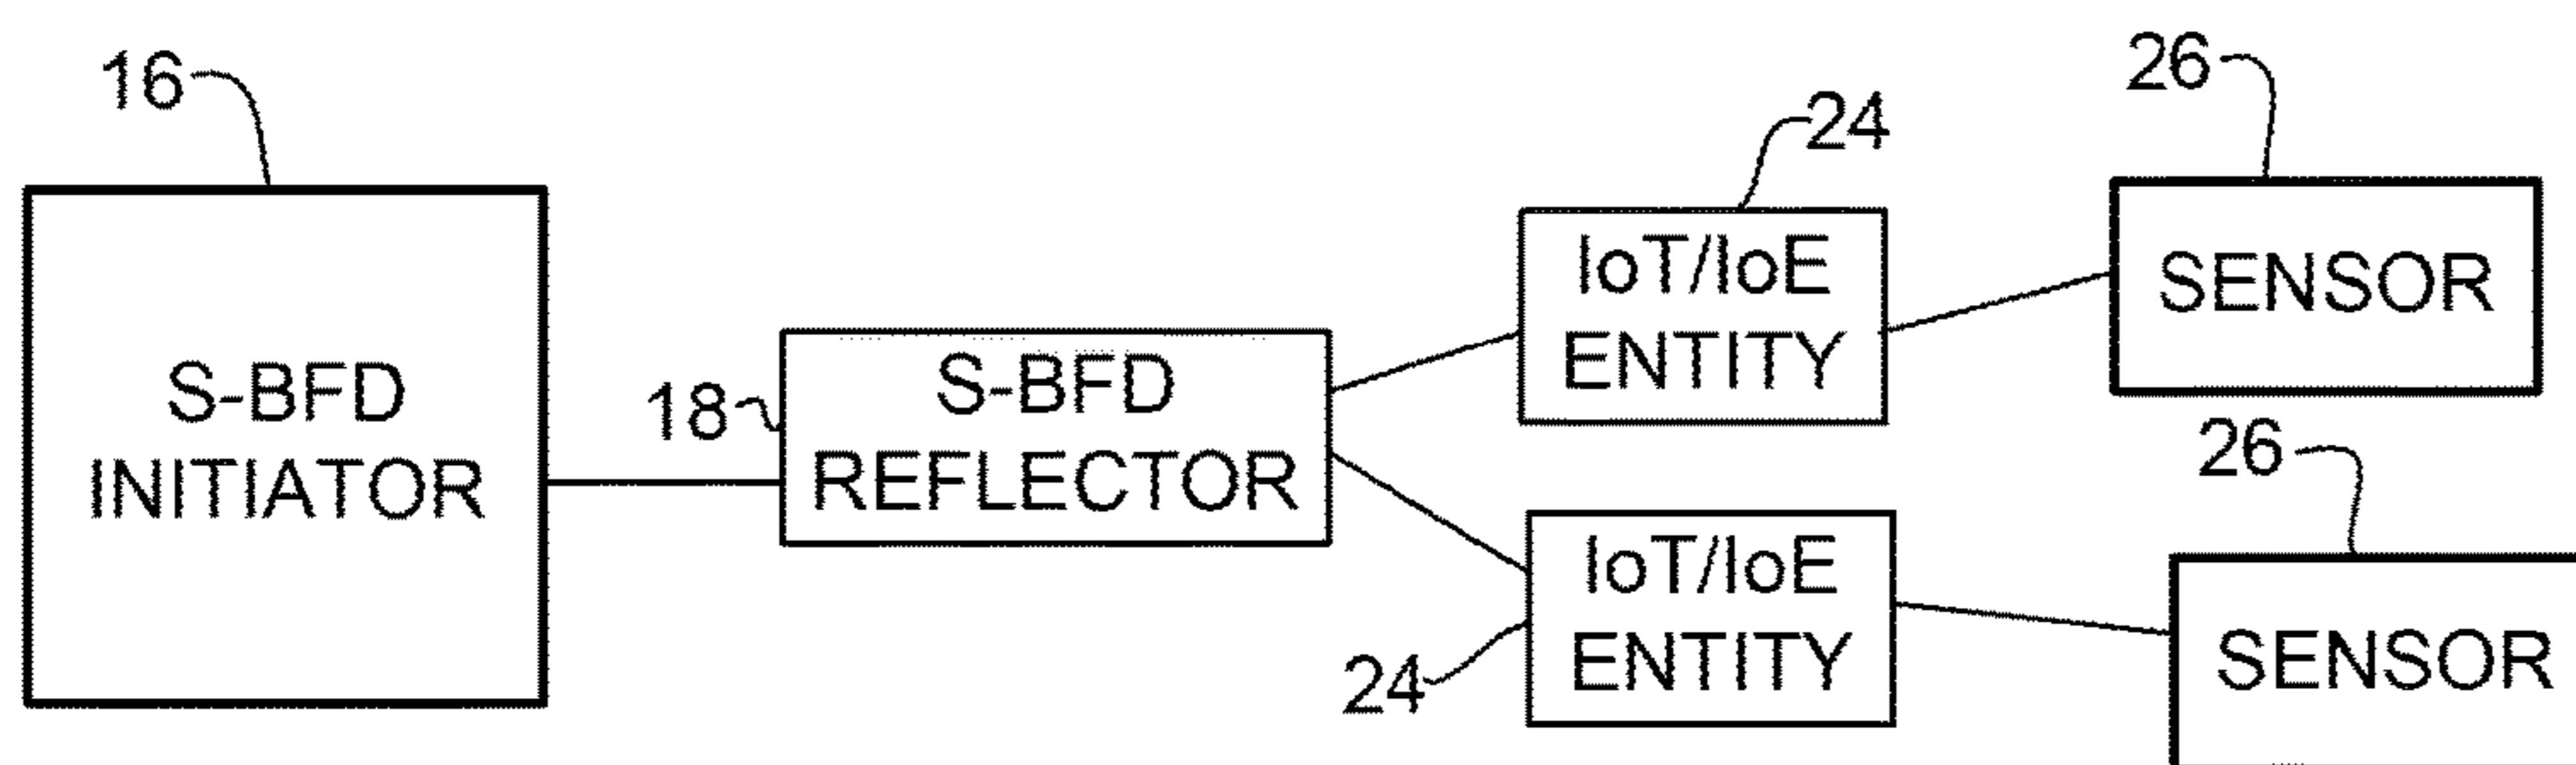 16
S-BFD
INITIATOR
18
S-BFD
REFLECTOR
24
IoT/IoE
ENTITY
26
SENSOR
24
IoT/IoE
ENTITY
26
SENSOR